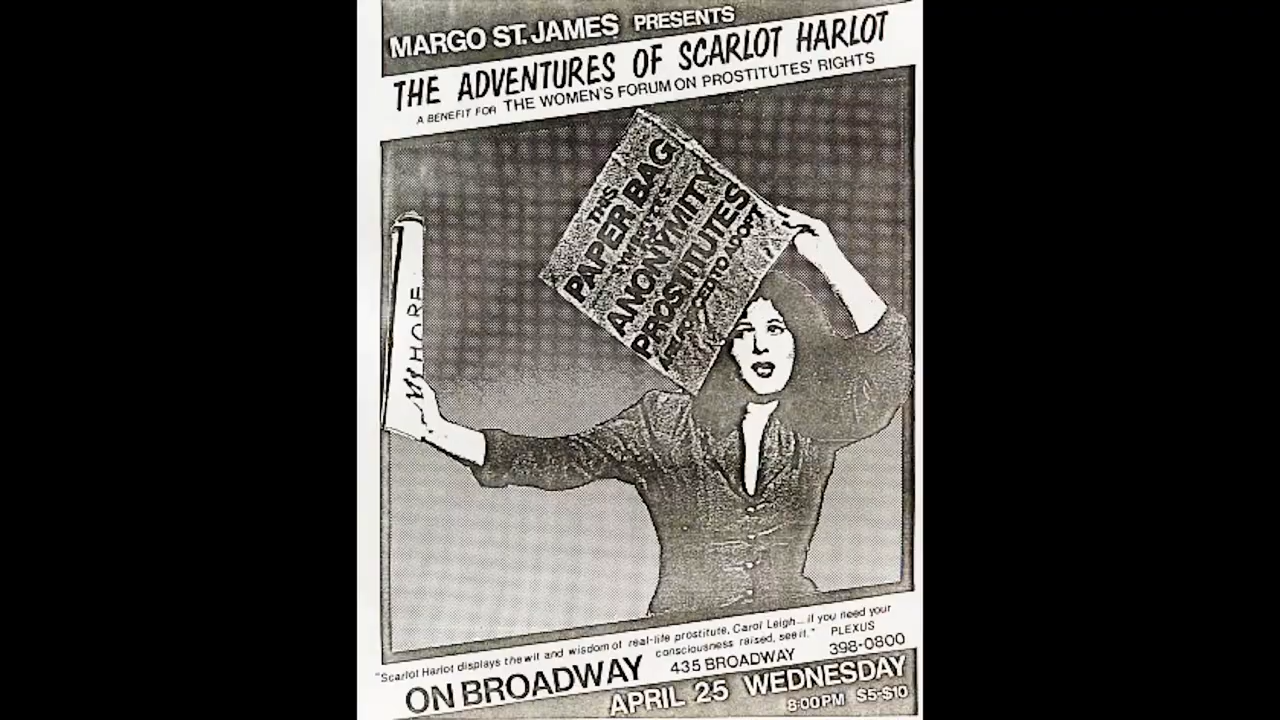 MARGO ST. JAMES PRESENTS
THE ADVENTURES OF SCARLOT HARLOT
A BENEFIT FOR THE WOMEN'S FORUM ON PROSTITUTES' RIGHTS
THIS
PAPER BAG
ANONYMITY
PROSTITUTES
TO ADOPT
WHORE
"Scarlot Harlot displays the wit and wisdom of real-life prostitute, Carol Leigh... if you need your
consciousness raised, see it." PLEXUS
ON BROADWAY 435 BROADWAY 398-0800
APRIL 25 WEDNESDAY
8:00PM $5-$10